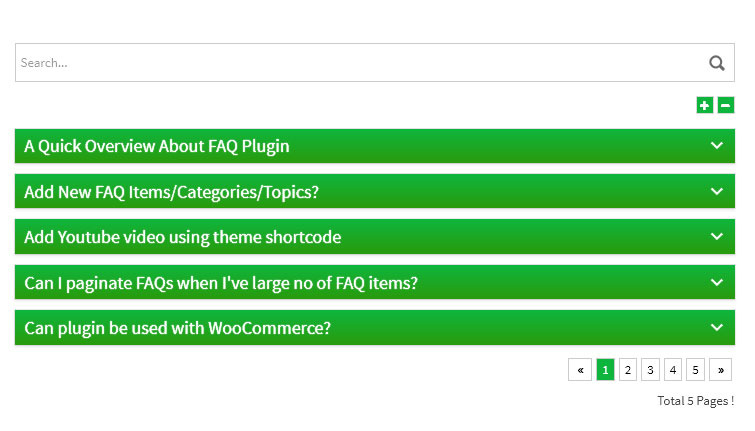 Search...
A Quick Overview About FAQ Plugin
Add New FAQ Items/Categories/Topics?
Add Youtube video using theme shortcode
Can I paginate FAQs when I've large no of FAQ items?
Can plugin be used with WooCommerce?
« 1 2 3 4 5 »
Total 5 Pages !